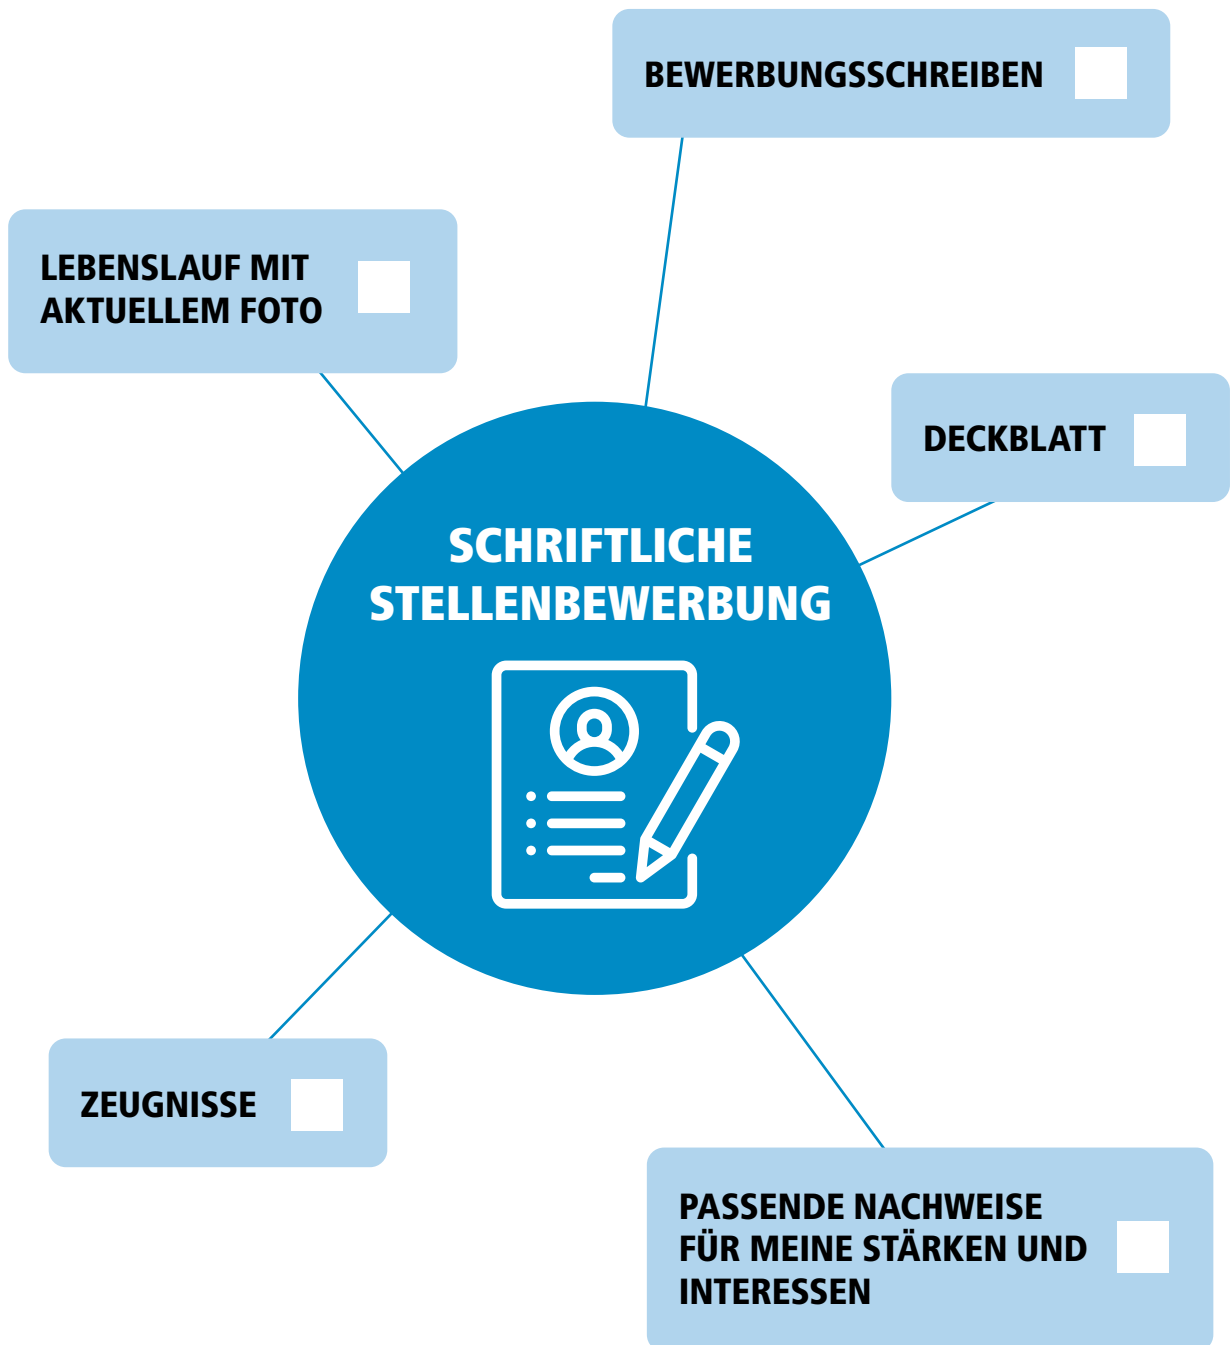 BEWERBUNGSSCHREIBEN
LEBENSLAUF MIT
AKTUELLEM FOTO
DECKBLATT
SCHRIFTLICHE
STELLENBEWERBUNG
ZEUGNISSE
PASSENDE NACHWEISE
FÜR MEINE STÄRKEN UND
INTERESSEN